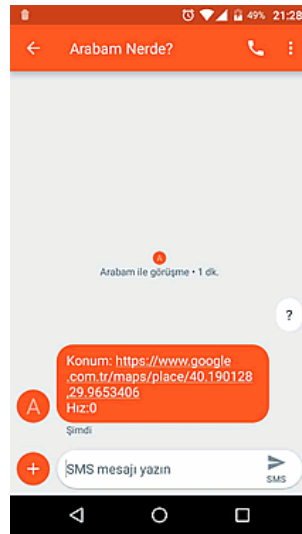 49% 21:28
Arabam Nerde?
A
Arabam ile görüşme • 1 dk.
?
Konum: https://www.google
.com.tr/maps/place/40.190128
,29.9653406
Hız:0
A
Şimdi
SMS mesajı yazın
SMS